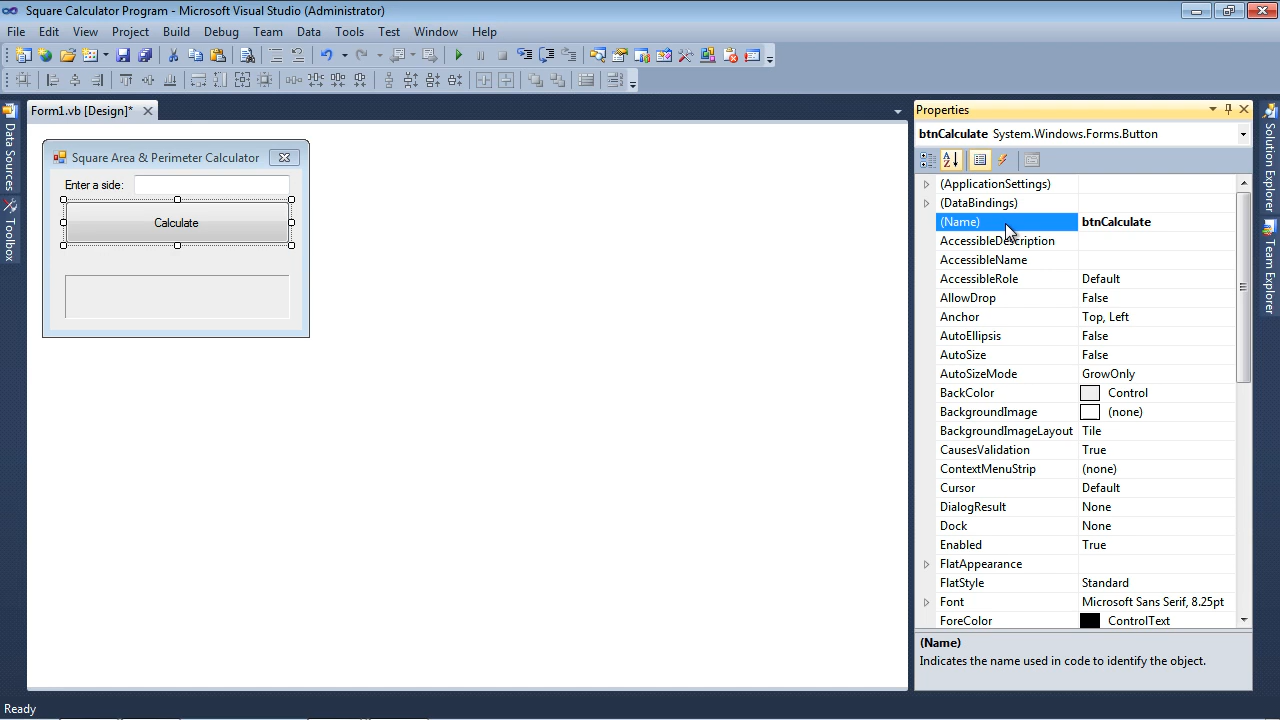 Square Calculator Program - Microsoft Visual Studio (Administrator)
File Edit View Project Build Debug Team Data Tools Test Window Help
Form1.vb [Design]*
Data Sources
Toolbox
Square Area & Perimeter Calculator
Enter a side:
Calculate
Properties
btnCalculate System.Windows.Forms.Button
(ApplicationSettings)
(DataBindings)
(Name) btnCalculate
AccessibleDescription
AccessibleName
AccessibleRole Default
AllowDrop False
Anchor Top, Left
AutoEllipsis False
AutoSize False
AutoSizeMode GrowOnly
BackColor Control
BackgroundImage (none)
BackgroundImageLayout Tile
CausesValidation True
ContextMenuStrip (none)
Cursor Default
DialogResult None
Dock None
Enabled True
FlatAppearance
FlatStyle Standard
Font Microsoft Sans Serif, 8.25pt
ForeColor ControlText
(Name)
Indicates the name used in code to identify the object.
Solution Explorer
Team Explorer
Ready